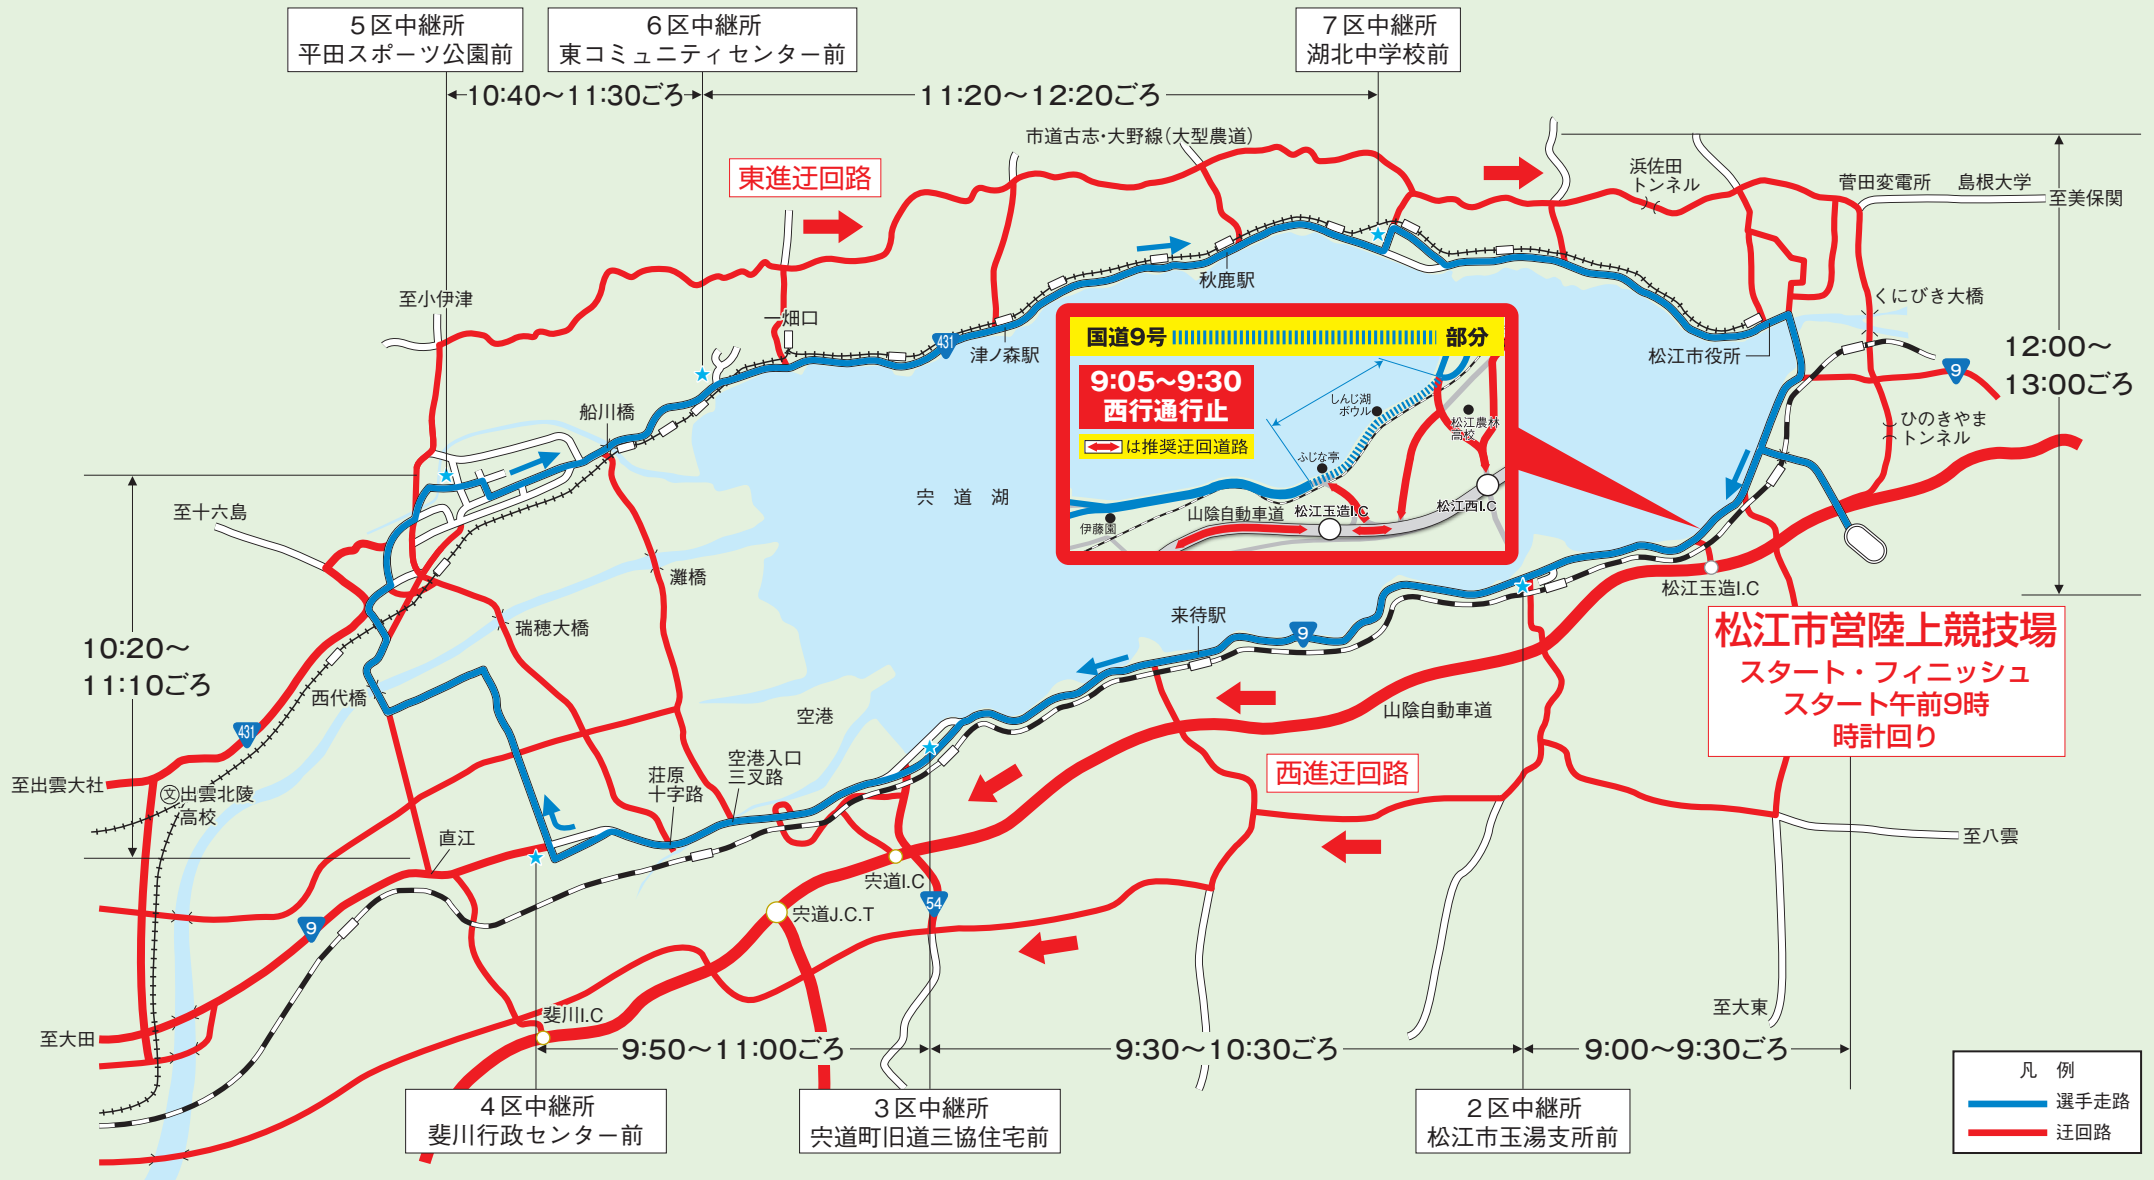 5区中継所
平田スポーツ公園前
6区中継所
東コミュニティセンター前
7区中継所
湖北中学校前
10:40〜11:30ごろ
11:20〜12:20ごろ
市道古志・大野線(大型農道)
東進迂回路
浜佐田
トンネル
菅田変電所
島根大学
至美保関
至小伊津
一畑口
秋鹿駅
くにびき大橋
431
津ノ森駅
松江市役所
12:00〜
13:00ごろ
9
ひのきやま
トンネル
船川橋
国道9号
部分
9:05〜9:30
西行通行止
は推奨迂回道路
しんじ湖
ボウル
松江農林
高校
ふじな亭
松江西I.C
松江玉造I.C
山陰自動車道
伊藤園
宍道湖
至十六島
灘橋
瑞穂大橋
西代橋
10:20〜
11:10ごろ
431
至出雲大社
文出雲北陵
高校
直江
荘原
十字路
空港入口
三叉路
空港
来待駅
9
松江玉造I.C
松江市営陸上競技場
スタート・フィニッシュ
スタート午前9時
時計回り
山陰自動車道
西進迂回路
至八雲
宍道I.C
54
宍道J.C.T
9
至大田
斐川I.C
至大東
9:50〜11:00ごろ
9:30〜10:30ごろ
9:00〜9:30ごろ
4区中継所
斐川行政センター前
3区中継所
宍道町旧道三協住宅前
2区中継所
松江市玉湯支所前
凡例
選手走路
迂回路